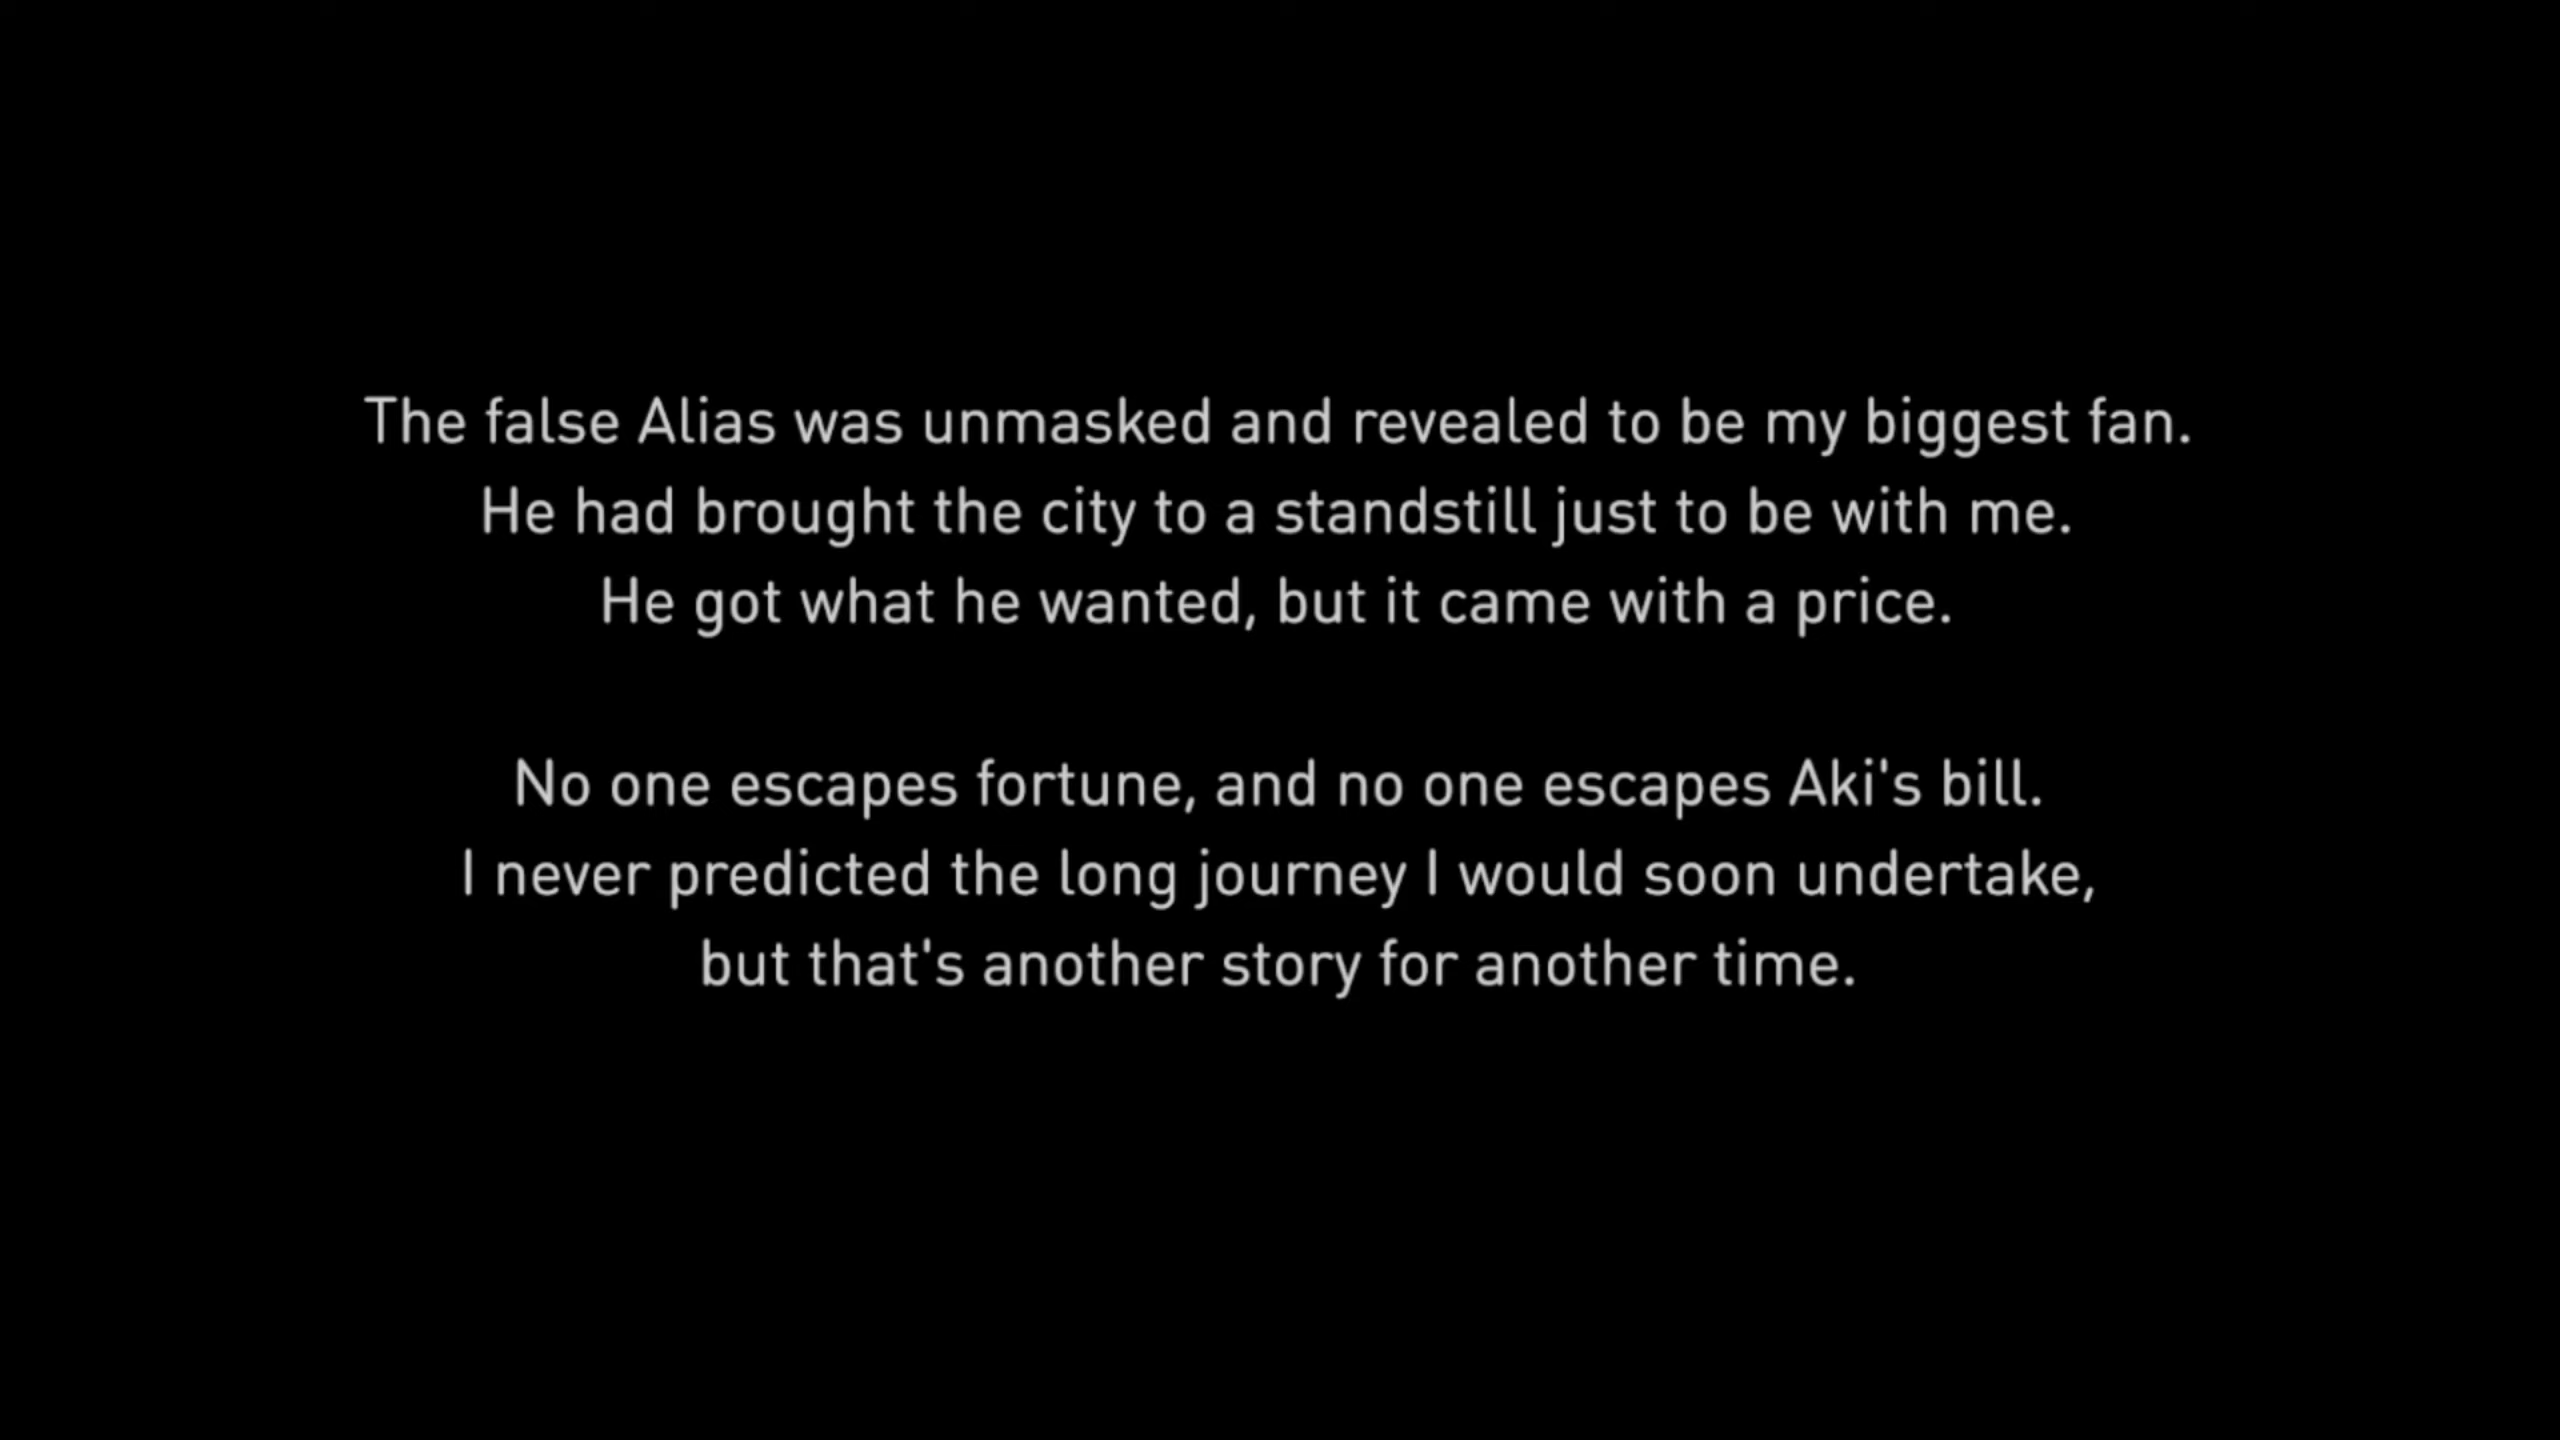 The false Alias was unmasked and revealed to be my biggest fan.
He had brought the city to a standstill just to be with me.
He got what he wanted, but it came with a price.
No one escapes fortune, and no one escapes Aki's bill.
I never predicted the long journey I would soon undertake,
but that's another story for another time.